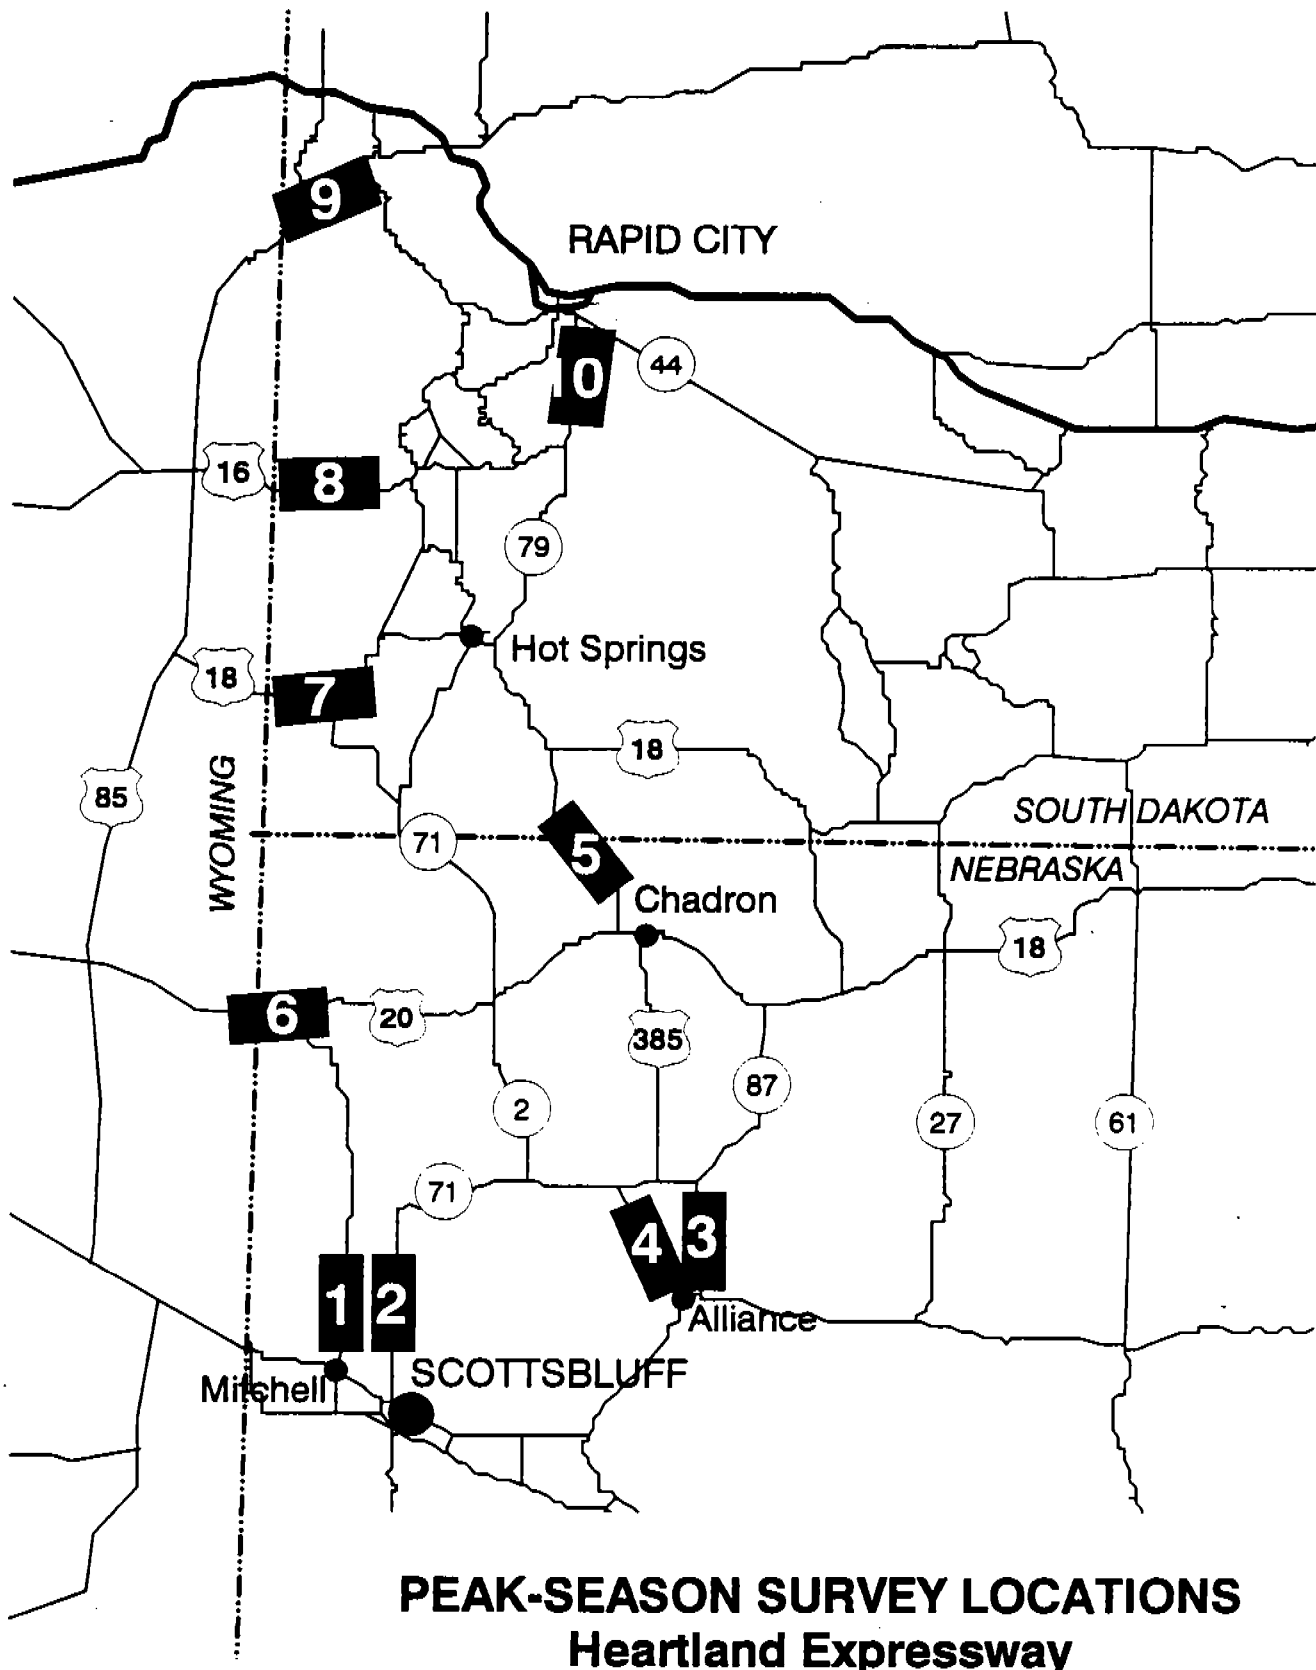 9
RAPID CITY
10
44
16
8
79
Hot Springs
18
7
18
85
WYOMING
SOUTH DAKOTA
71
5
NEBRASKA
Chadron
18
6
20
385
87
2
27
61
71
4
3
1
2
Alliance
SCOTTSBLUFF
Mitchell
PEAK-SEASON SURVEY LOCATIONS
Heartland Expressway